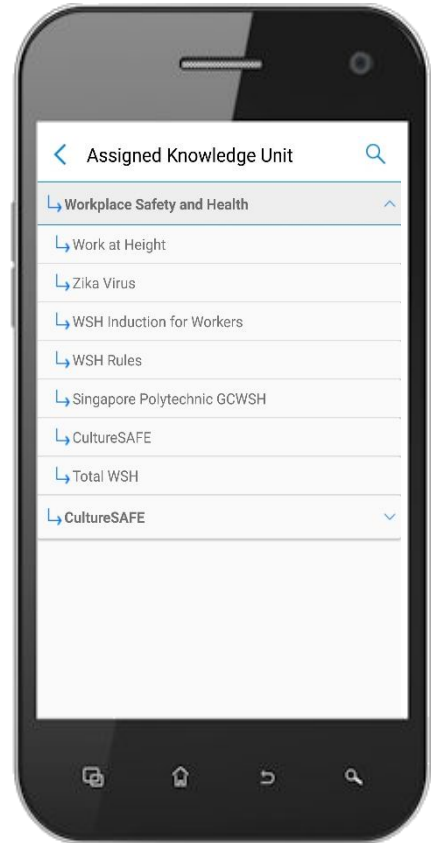 Assigned Knowledge Unit
Workplace Safety and Health
Work at Height
Zika Virus
WSH Induction for Workers
WSH Rules
Singapore Polytechnic GCWSH
CultureSAFE
Total WSH
CultureSAFE